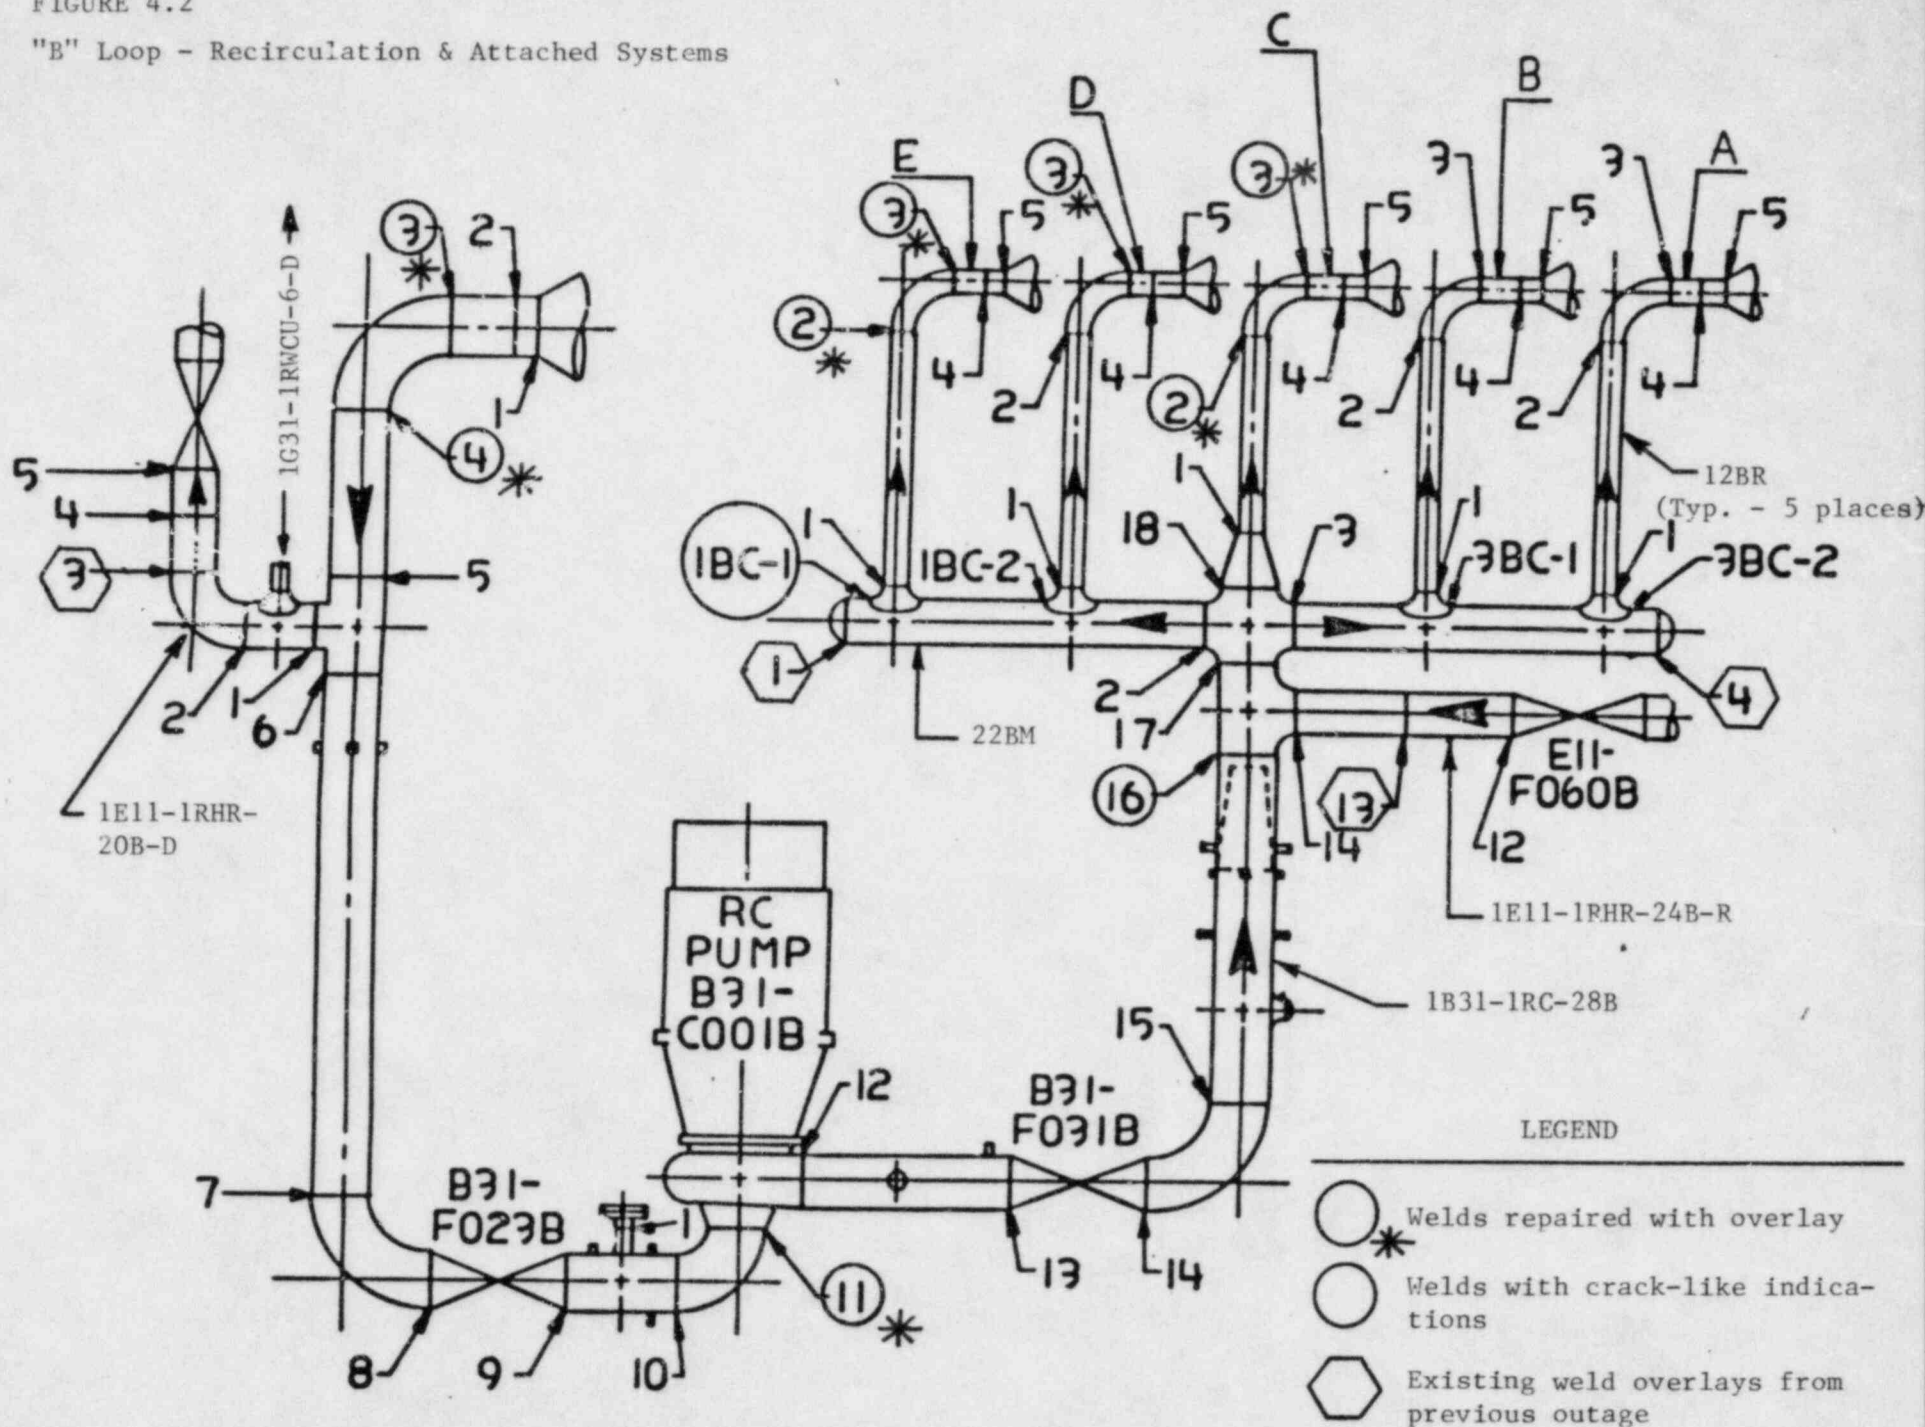 FIGURE 4.2
"B" Loop - Recirculation & Attached Systems
C
B
D
E
A
3
3
3
3
3
5
5
5
5
5
3
2
2
4
4
4
4
4
2
2
2
2
1
4
1G31-1RWCU-6-D
5
4
3
5
12BR
(Typ. - 5 places)
1BC-1
1
1BC-2
1
18
1
3
1
3BC-1
1
3BC-2
1
2
1
6
2
17
4
22BM
E11-
F060B
16
13
14
12
1E11-1RHR-
20B-D
1E11-1RHR-24B-R
1B31-1RC-28B
RC
PUMP
B31-
C001B
12
15
B31-
F031B
7
B31-
F023B
1
13
14
11
8
9
10
LEGEND
Welds repaired with overlay
Welds with crack-like indica-
tions
Existing weld overlays from
previous outage